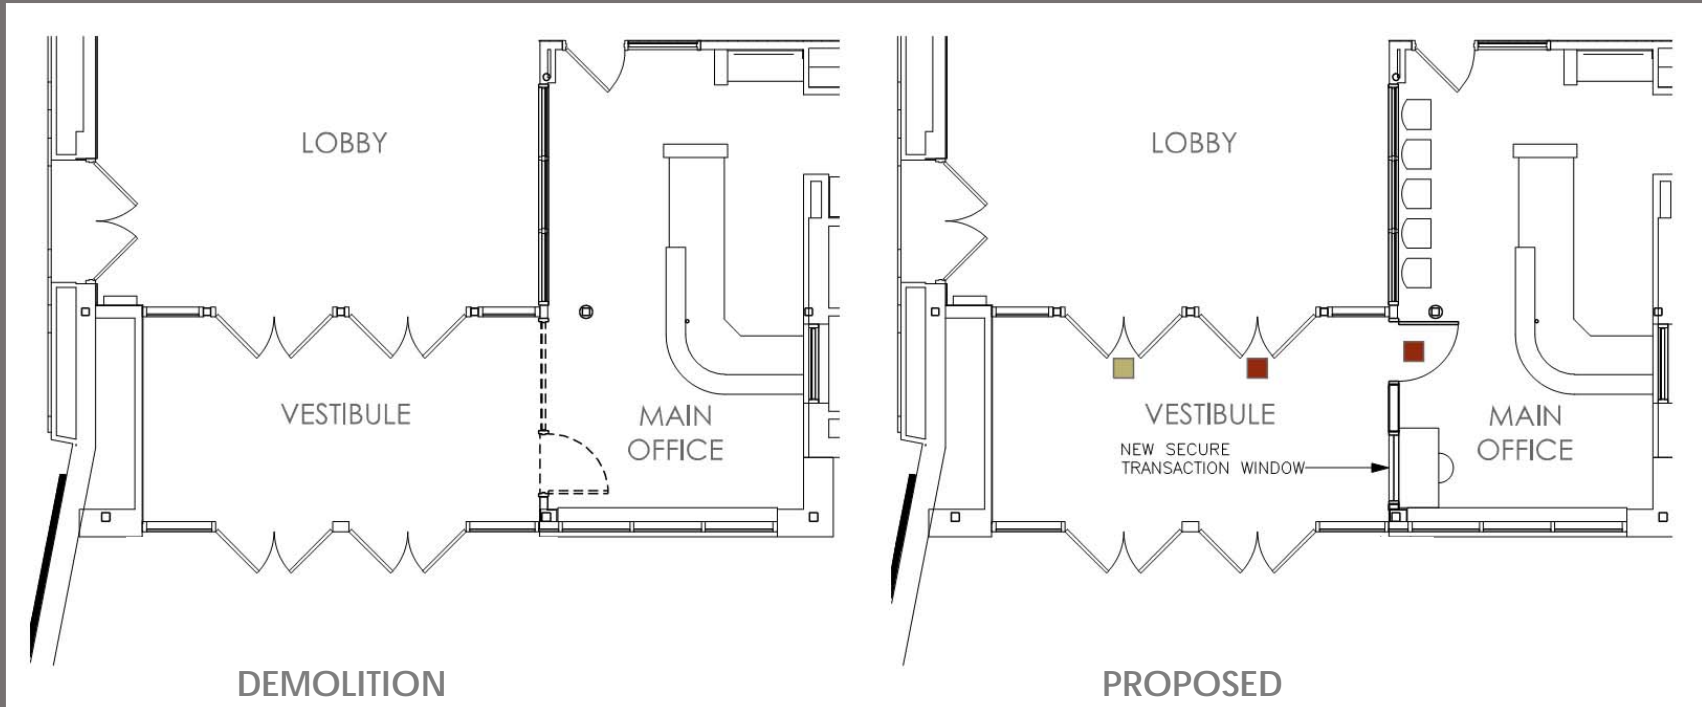 LOBBY
VESTIBULE
MAIN
OFFICE
DEMOLITION
LOBBY
VESTIBULE
NEW SECURE
TRANSACTION WINDOW
MAIN
OFFICE
PROPOSED